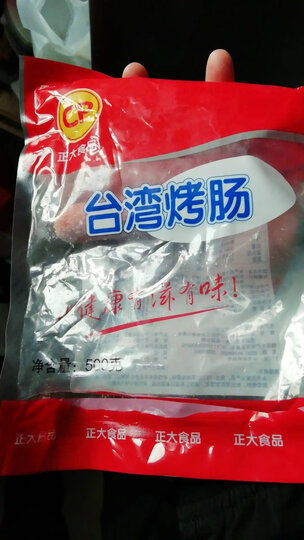 CP
正大食品
台湾烤肠
健康有滋有味！
净含量：500克
正大食品 正大食品 正大食品 正大食品